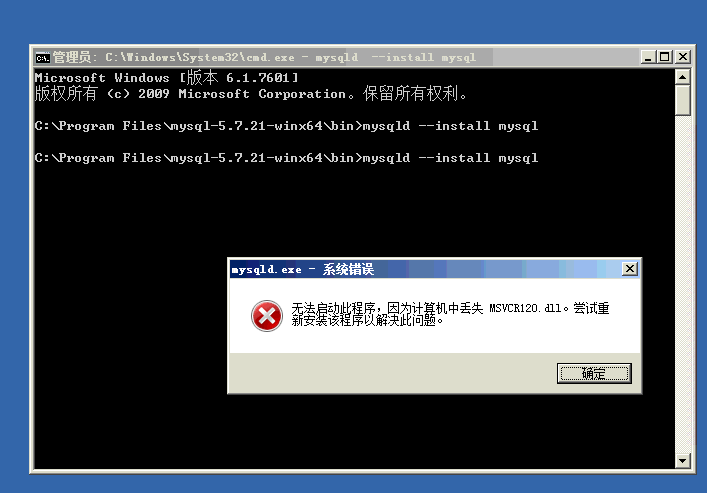 管理员: C:\Windows\System32\cmd.exe - mysqld --install mysql
Microsoft Windows [版本 6.1.7601]
版权所有 (c) 2009 Microsoft Corporation。保留所有权利。
C:\Program Files\mysql-5.7.21-winx64\bin>mysqld --install mysql
C:\Program Files\mysql-5.7.21-winx64\bin>mysqld --install mysql
mysqld.exe - 系统错误
无法启动此程序，因为计算机中丢失 MSVCR120.dll。尝试重
新安装该程序以解决此问题。
确定